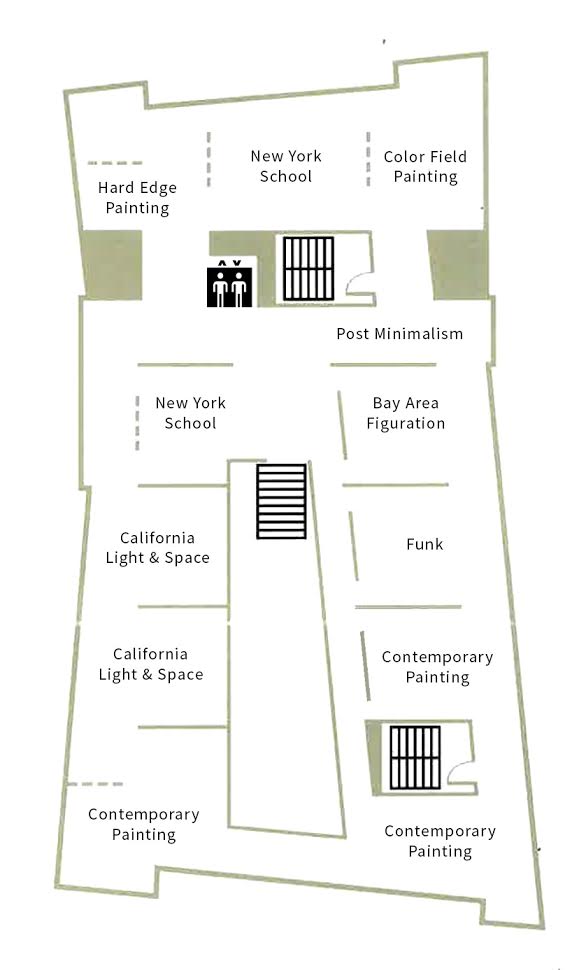 New York
School
Color Field
Painting
Hard Edge
Painting
Post Minimalism
New York
School
Bay Area
Figuration
California
Light & Space
Funk
California
Light & Space
Contemporary
Painting
Contemporary
Painting
Contemporary
Painting